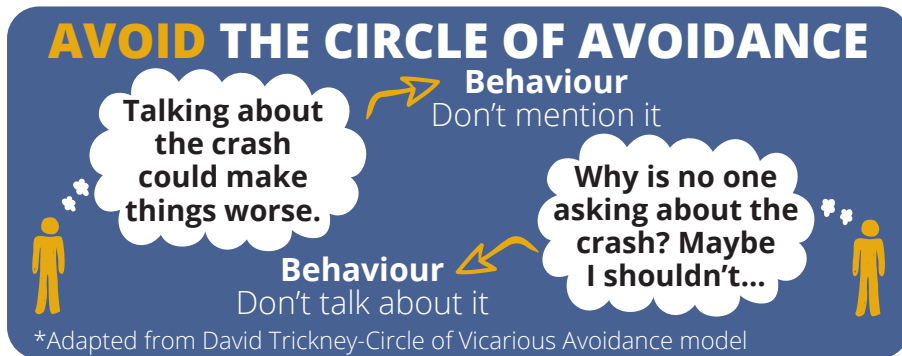 AVOID THE CIRCLE OF AVOIDANCE
Talking about
the crash
could make
things worse.
Behaviour
Don't mention it
Why is no one
asking about the
crash? Maybe
I shouldn't...
Behaviour
Don't talk about it
*Adapted from David Trickney-Circle of Vicarious Avoidance model